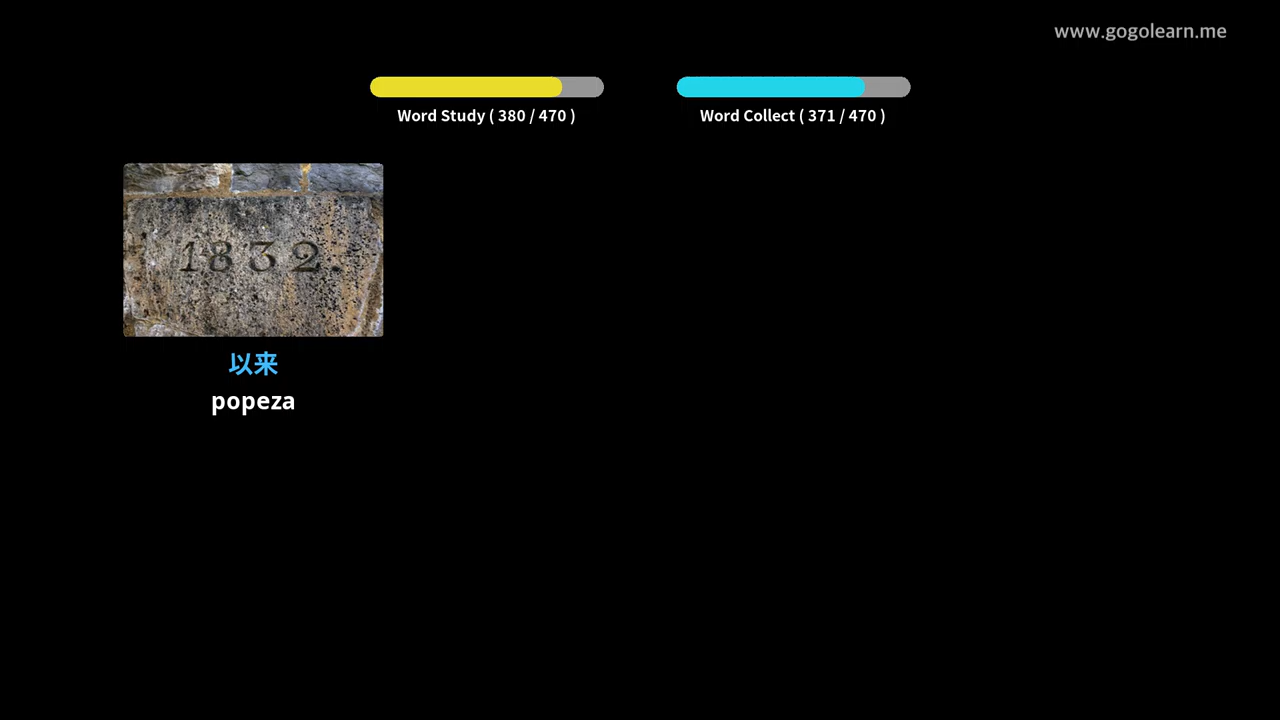 www.gogolearn.me
Word Study ( 380 / 470 )
Word Collect ( 371 / 470 )
1832.
以来
popeza